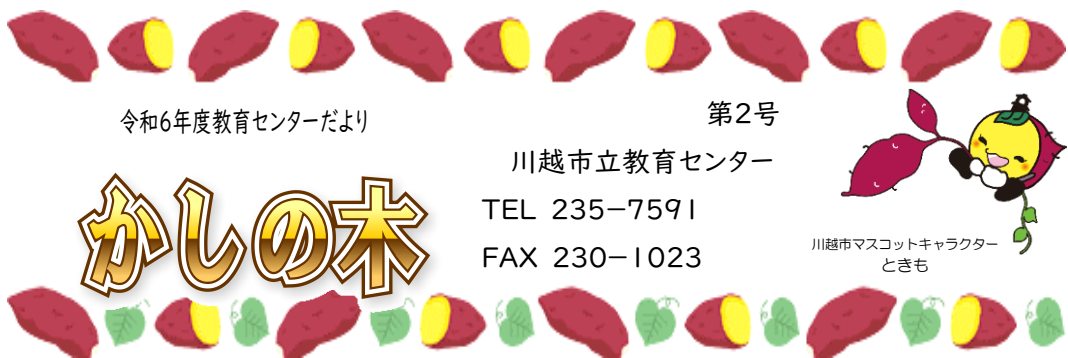 令和6年度教育センターだより
かしの木
第2号
川越市立教育センター
TEL 235-7591
FAX 230-1023
川越市マスコットキャラクター
ときも